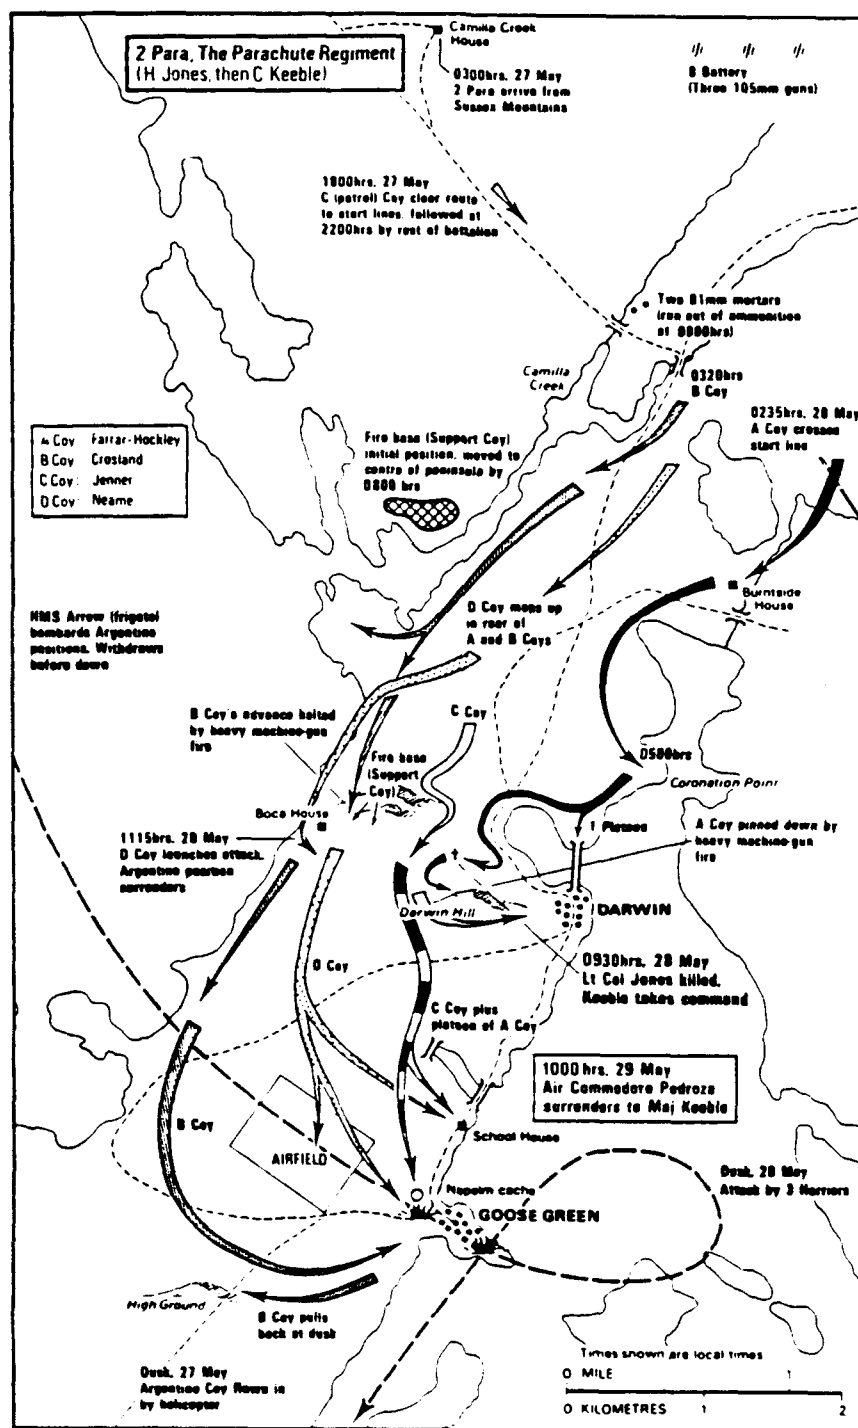 Camilla Creek
House
2 Para, The Parachute Regiment
(H Jones, then C Keeble)
0300hrs, 27 May
2 Para arrive from
Sussex Mountains
8 Battery
(Three 105mm guns)
1800hrs, 27 May
C (patrol) Coy clear route
to start lines, followed at
2200hrs by rest of battalion
Two 81mm mortars
(run out of ammunition
at
Camilla
Creek
0320hrs
B Coy
0235hrs, 28 May
A Coy crosses
start line
A Coy Farrar-Hockley
B Coy Crosland
C Coy Jenner
D Coy Neame
Fire base (Support Coy)
initial position, moved to
centre of peninsula by
0800 hrs
Burntside
House
HMS Arrow (frigate)
bombards Argentine
positions. Withdraws
before dawn
D Coy mops up
in rear of
A and B Coys
B Coy's advance halted
by heavy machine-gun
fire
C Coy
Fire base
(Support
Coy)
0500hrs
Coronation Point
Boca House
1 Platoon
A Coy pinned down by
heavy machine-gun
fire
1115hrs, 28 May
D Coy launches attack,
Argentine position
surrenders
Darwin Hill
DARWIN
0930hrs, 28 May
Lt Col Jones killed,
Keeble takes command
D Coy
C Coy plus
platoon of A Coy
1000 hrs, 29 May
Air Commodore Pedroza
surrenders to Maj Keeble
B Coy
School House
AIRFIELD
Napalm cache
GOOSE GREEN
Dusk, 28 May
Attack by 3 Harriers
High Ground
B Coy pulls
back at dusk
Dusk, 27 May
Argentine Coy flown in
by helicopter
Times shown are local times
0 MILE 1
0 KILOMETRES 1 2